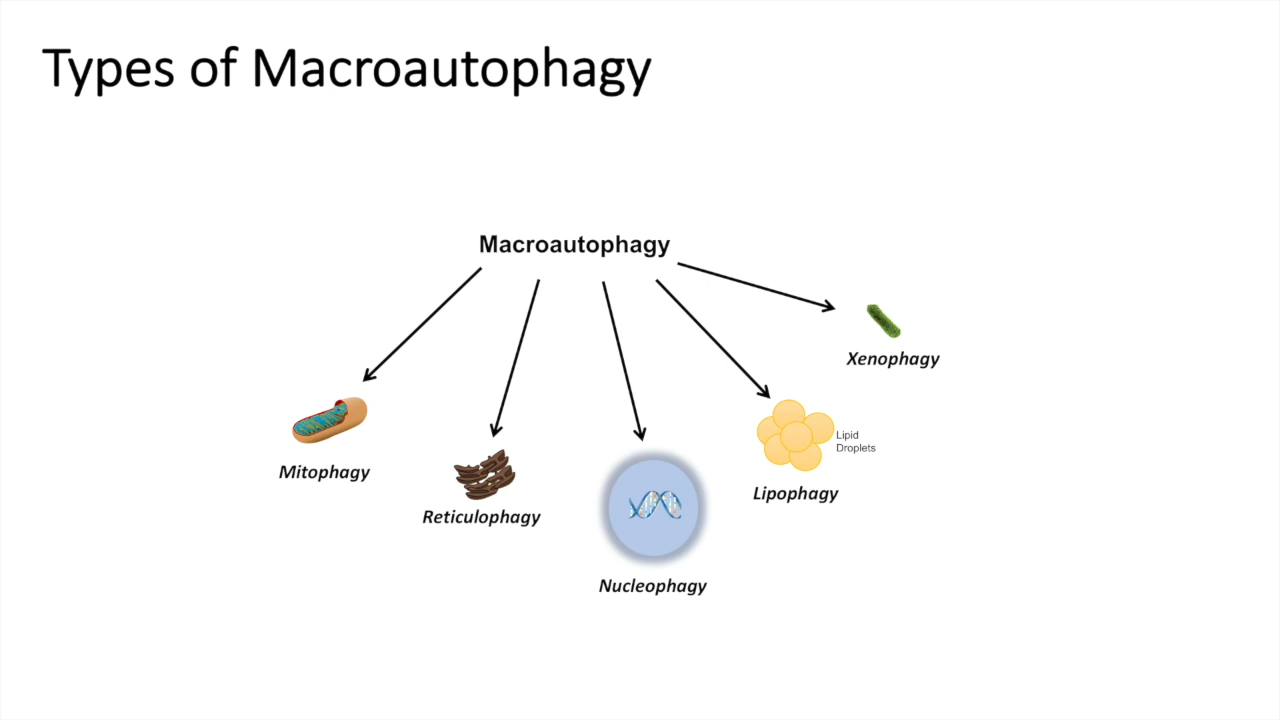 Types of Macroautophagy
Macroautophagy
Xenophagy
Lipid
Droplets
Mitophagy
Lipophagy
Reticulophagy
Nucleophagy